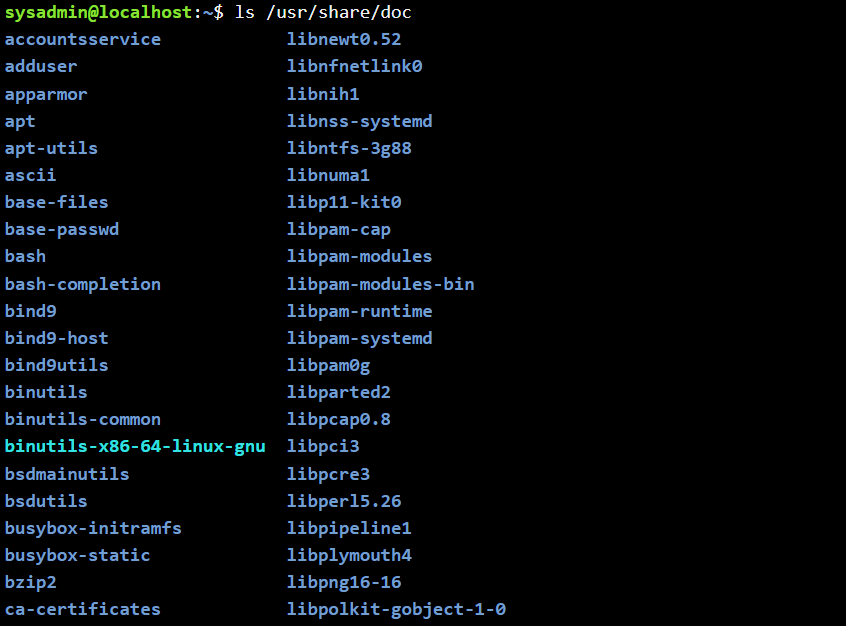 sysadmin@localhost:~$ ls /usr/share/doc
accountsservice libnewt0.52
adduser libnfnetlink0
apparmor libnih1
apt libnss-systemd
apt-utils libntfs-3g88
ascii libnuma1
base-files libp11-kit0
base-passwd libpam-cap
bash libpam-modules
bash-completion libpam-modules-bin
bind9 libpam-runtime
bind9-host libpam-systemd
bind9utils libpam0g
binutils libparted2
binutils-common libpcap0.8
binutils-x86-64-linux-gnu libpci3
bsdmainutils libpcre3
bsdutils libperl5.26
busybox-initramfs libpipeline1
busybox-static libplymouth4
bzip2 libpng16-16
ca-certificates libpolkit-gobject-1-0